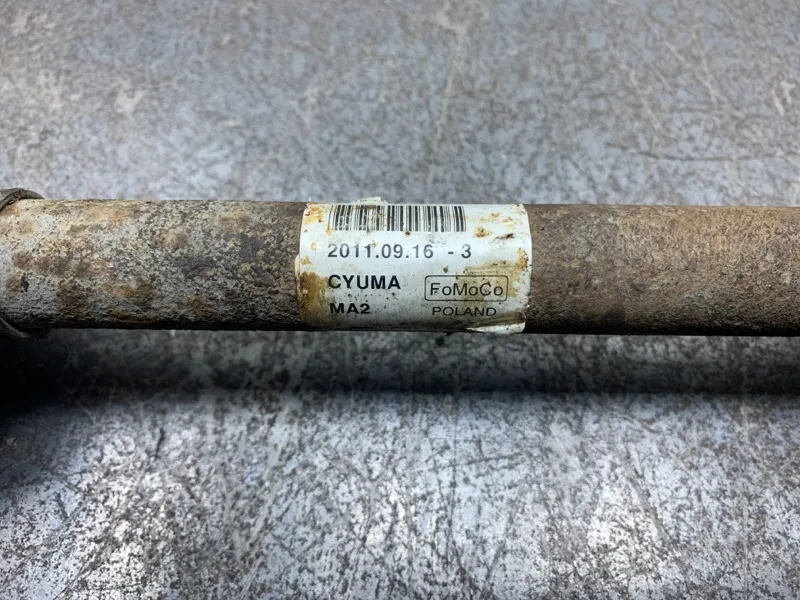 2011.09.16 - 3
CYUMA FoMoCo
MA2 POLAND